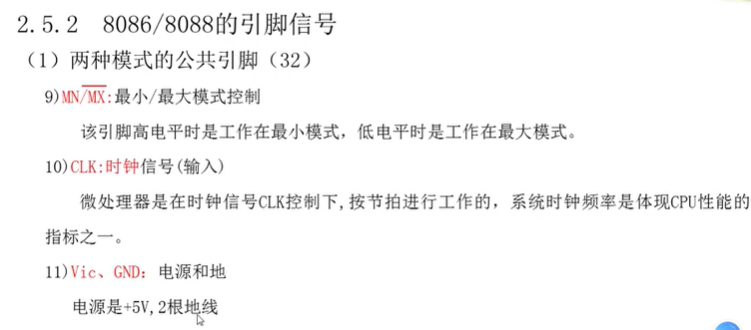 2.5.2 8086/8088的引脚信号
（1）两种模式的公共引脚（32）
9)MN/M̅X̅:最小/最大模式控制
该引脚高电平时是工作在最小模式，低电平时是工作在最大模式。
10)CLK:时钟信号(输入)
微处理器是在时钟信号CLK控制下,按节拍进行工作的，系统时钟频率是体现CPU性能的
指标之一。
11)Vic、GND：电源和地
电源是+5V,2根地线